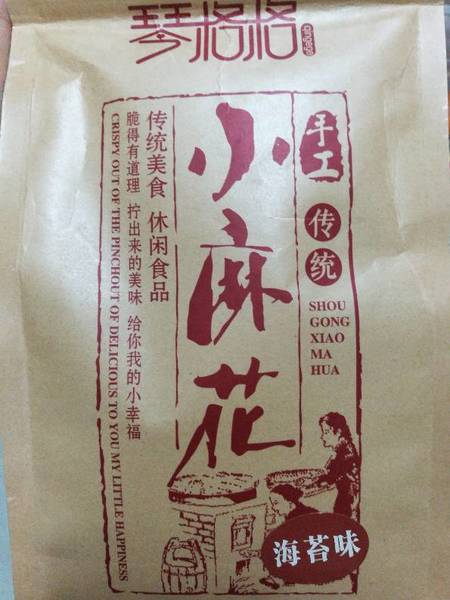 琴格格
手工
传统
SHOU
GONG
XIAO
MA
HUA
小麻花
传统美食 休闲食品
脆得有道理 拧出来的美味 给你我的小幸福
CRISPY OUT OF THE PINCHOUT OF DELICIOUS TO YOU MY LITTLE HAPPINESS
海苔味